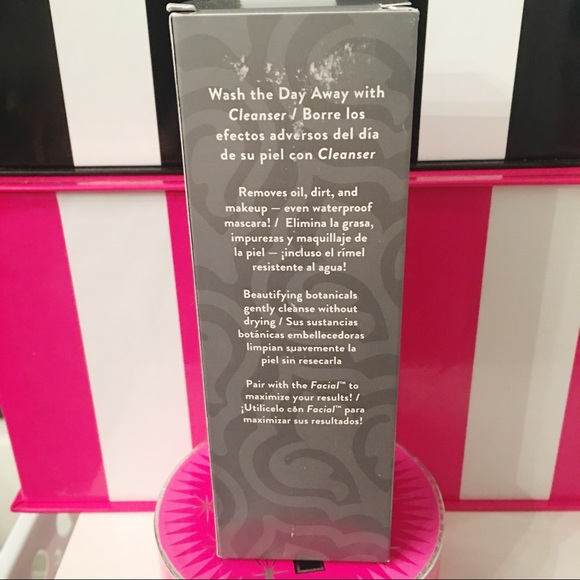 Wash the Day Away with
Cleanser / Borre los
efectos adversos del día
de su piel con Cleanser
Removes oil, dirt, and
makeup — even waterproof
mascara! / Elimina la grasa,
impurezas y maquillaje de
la piel — ¡incluso el rímel
resistente al agua!
Beautifying botanicals
gently cleanse without
drying / Sus sustancias
botánicas embellecedoras
limpian suavemente la
piel sin resecarla
Pair with the Facial™ to
maximize your results! /
¡Utilícelo con Facial™ para
maximizar sus resultados!